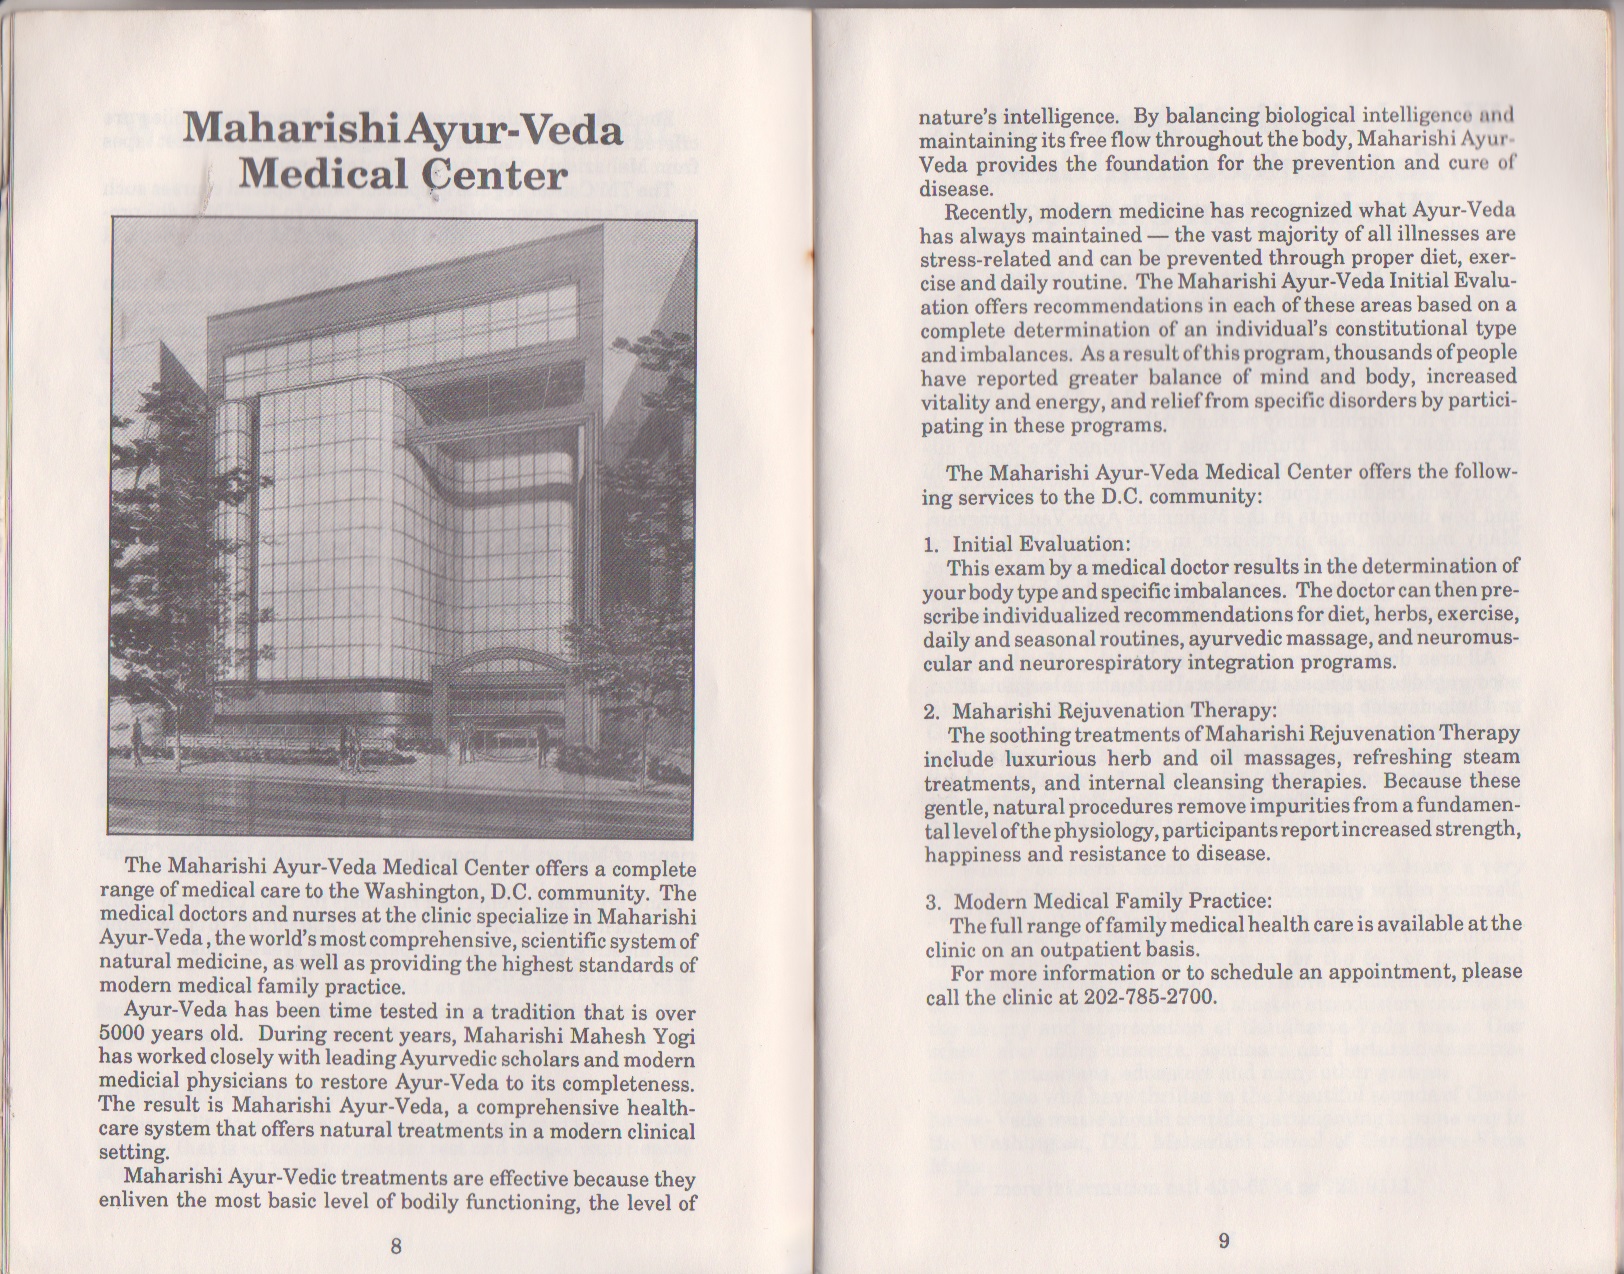 Maharishi Ayur-Veda
Medical Center
The Maharishi Ayur-Veda Medical Center offers a complete
range of medical care to the Washington, D.C. community. The
medical doctors and nurses at the clinic specialize in Maharishi
Ayur-Veda, the world's most comprehensive, scientific system of
natural medicine, as well as providing the highest standards of
modern medical family practice.
Ayur-Veda has been time tested in a tradition that is over
5000 years old. During recent years, Maharishi Mahesh Yogi
has worked closely with leading Ayurvedic scholars and modern
medicial physicians to restore Ayur-Veda to its completeness.
The result is Maharishi Ayur-Veda, a comprehensive health-
care system that offers natural treatments in a modern clinical
setting.
Maharishi Ayur-Vedic treatments are effective because they
enliven the most basic level of bodily functioning, the level of
8
nature's intelligence. By balancing biological intelligence and
maintaining its free flow throughout the body, Maharishi Ayur-
Veda provides the foundation for the prevention and cure of
disease.
Recently, modern medicine has recognized what Ayur-Veda
has always maintained — the vast majority of all illnesses are
stress-related and can be prevented through proper diet, exer-
cise and daily routine. The Maharishi Ayur-Veda Initial Evalu-
ation offers recommendations in each of these areas based on a
complete determination of an individual's constitutional type
and imbalances. As a result of this program, thousands of people
have reported greater balance of mind and body, increased
vitality and energy, and relief from specific disorders by partici-
pating in these programs.
The Maharishi Ayur-Veda Medical Center offers the follow-
ing services to the D.C. community:
1. Initial Evaluation:
This exam by a medical doctor results in the determination of
your body type and specific imbalances. The doctor can then pre-
scribe individualized recommendations for diet, herbs, exercise,
daily and seasonal routines, ayurvedic massage, and neuromus-
cular and neurorespiratory integration programs.
2. Maharishi Rejuvenation Therapy:
The soothing treatments of Maharishi Rejuvenation Therapy
include luxurious herb and oil massages, refreshing steam
treatments, and internal cleansing therapies. Because these
gentle, natural procedures remove impurities from a fundamen-
tal level of the physiology, participants report increased strength,
happiness and resistance to disease.
3. Modern Medical Family Practice:
The full range of family medical health care is available at the
clinic on an outpatient basis.
For more information or to schedule an appointment, please
call the clinic at 202-785-2700.
9